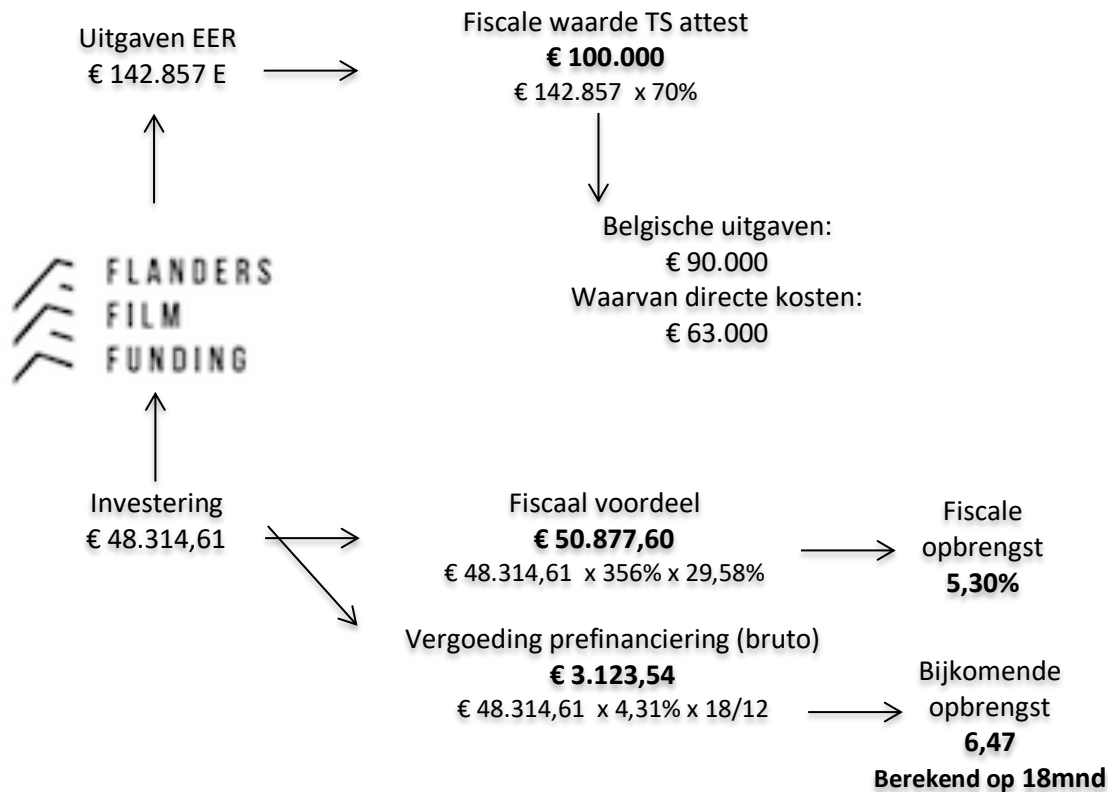 Uitgaven EER
€ 142.857 E
Fiscale waarde TS attest
€ 100.000
€ 142.857 x 70%
Belgische uitgaven:
€ 90.000
Waarvan directe kosten:
€ 63.000
FLANDERS
FILM
FUNDING
Investering
€ 48.314,61
Fiscaal voordeel
€ 50.877,60
€ 48.314,61 x 356% x 29,58%
Fiscale
opbrengst
5,30%
Vergoeding prefinanciering (bruto)
€ 3.123,54
€ 48.314,61 x 4,31% x 18/12
Bijkomende
opbrengst
6,47
Berekend op 18mnd